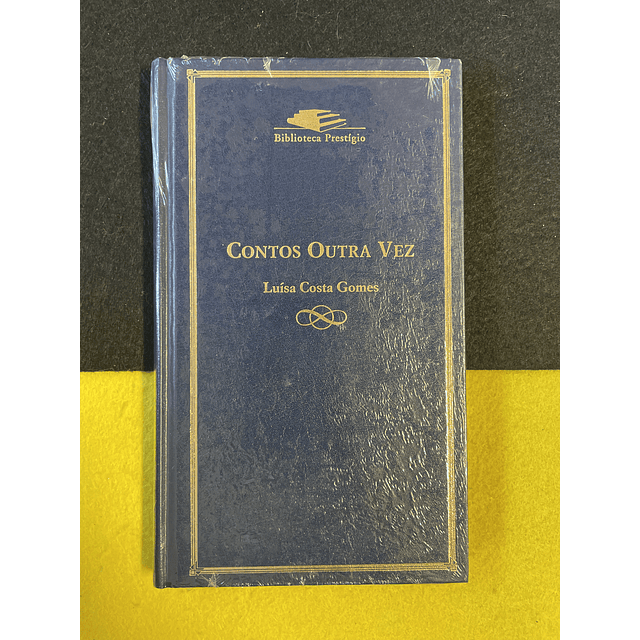 Biblioteca Prestígio
CONTOS OUTRA VEZ
Luísa Costa Gomes